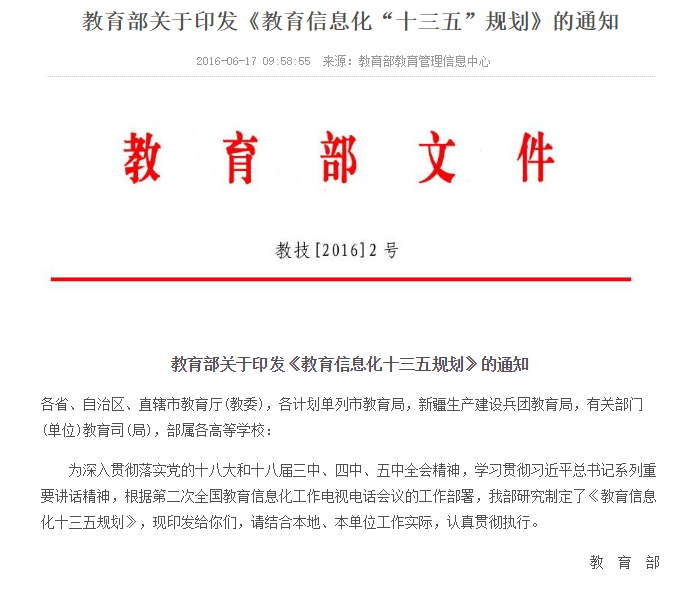 教育部关于印发《教育信息化“十三五”规划》的通知
2016-06-17 09:58:55 来源：教育部教育管理信息中心
教育部文件
教技[2016]2 号
教育部关于印发《教育信息化十三五规划》的通知
各省、自治区、直辖市教育厅(教委)，各计划单列市教育局，新疆生产建设兵团教育局，有关部门
(单位)教育司(局)，部属各高等学校：
为深入贯彻落实党的十八大和十八届三中、四中、五中全会精神，学习贯彻习近平总书记系列重
要讲话精神，根据第二次全国教育信息化工作电视电话会议的工作部署，我部研究制定了《教育信息
化十三五规划》，现印发给你们，请结合本地、本单位工作实际，认真贯彻执行。
教 育 部